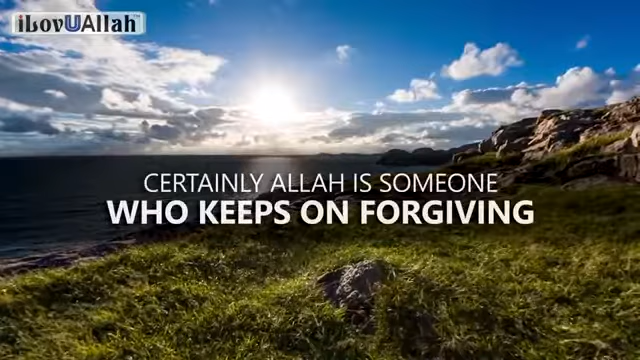 iLovUAllah
CERTAINLY ALLAH IS SOMEONE
WHO KEEPS ON FORGIVING